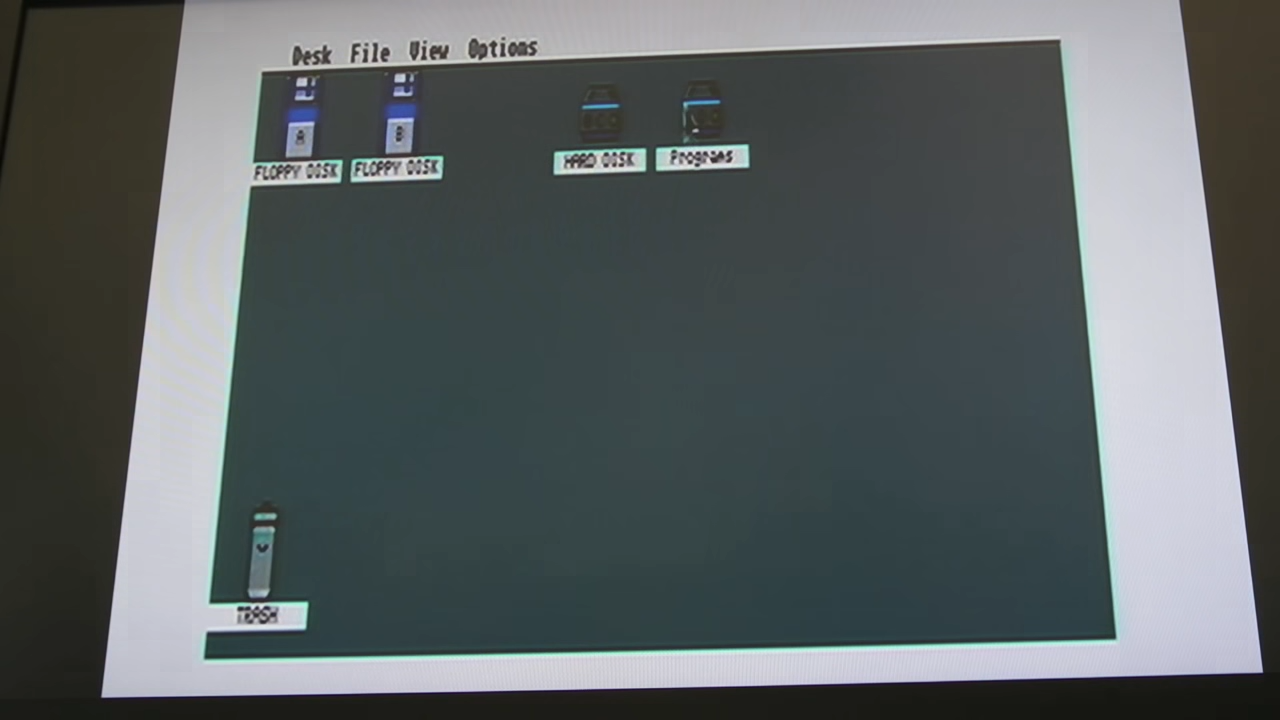 Desk File View Options
A B
FLOPPY DISK FLOPPY DISK HARD DISK Programs
TRASH